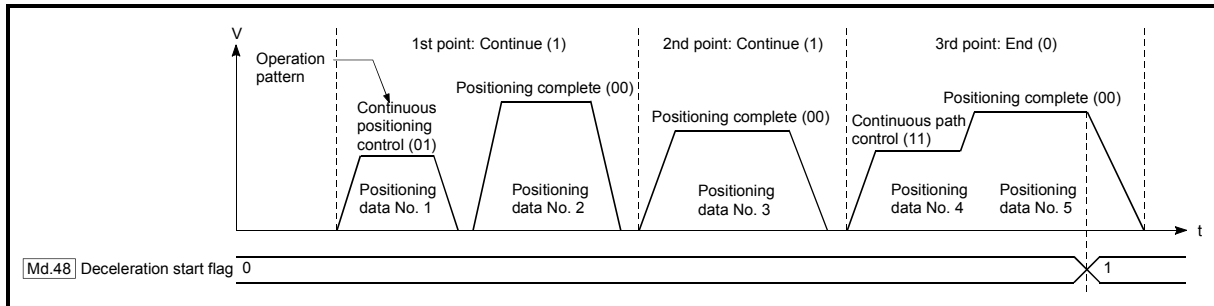 V
Operation
pattern
1st point: Continue (1)
2nd point: Continue (1)
3rd point: End (0)
Positioning complete (00)
Continuous
positioning
control (01)
Positioning complete (00)
Positioning complete (00)
Continuous path
control (11)
Positioning
data No. 1
Positioning
data No. 2
Positioning
data No. 3
Positioning
data No. 4
Positioning
data No. 5
t
Md.48 Deceleration start flag 0
1